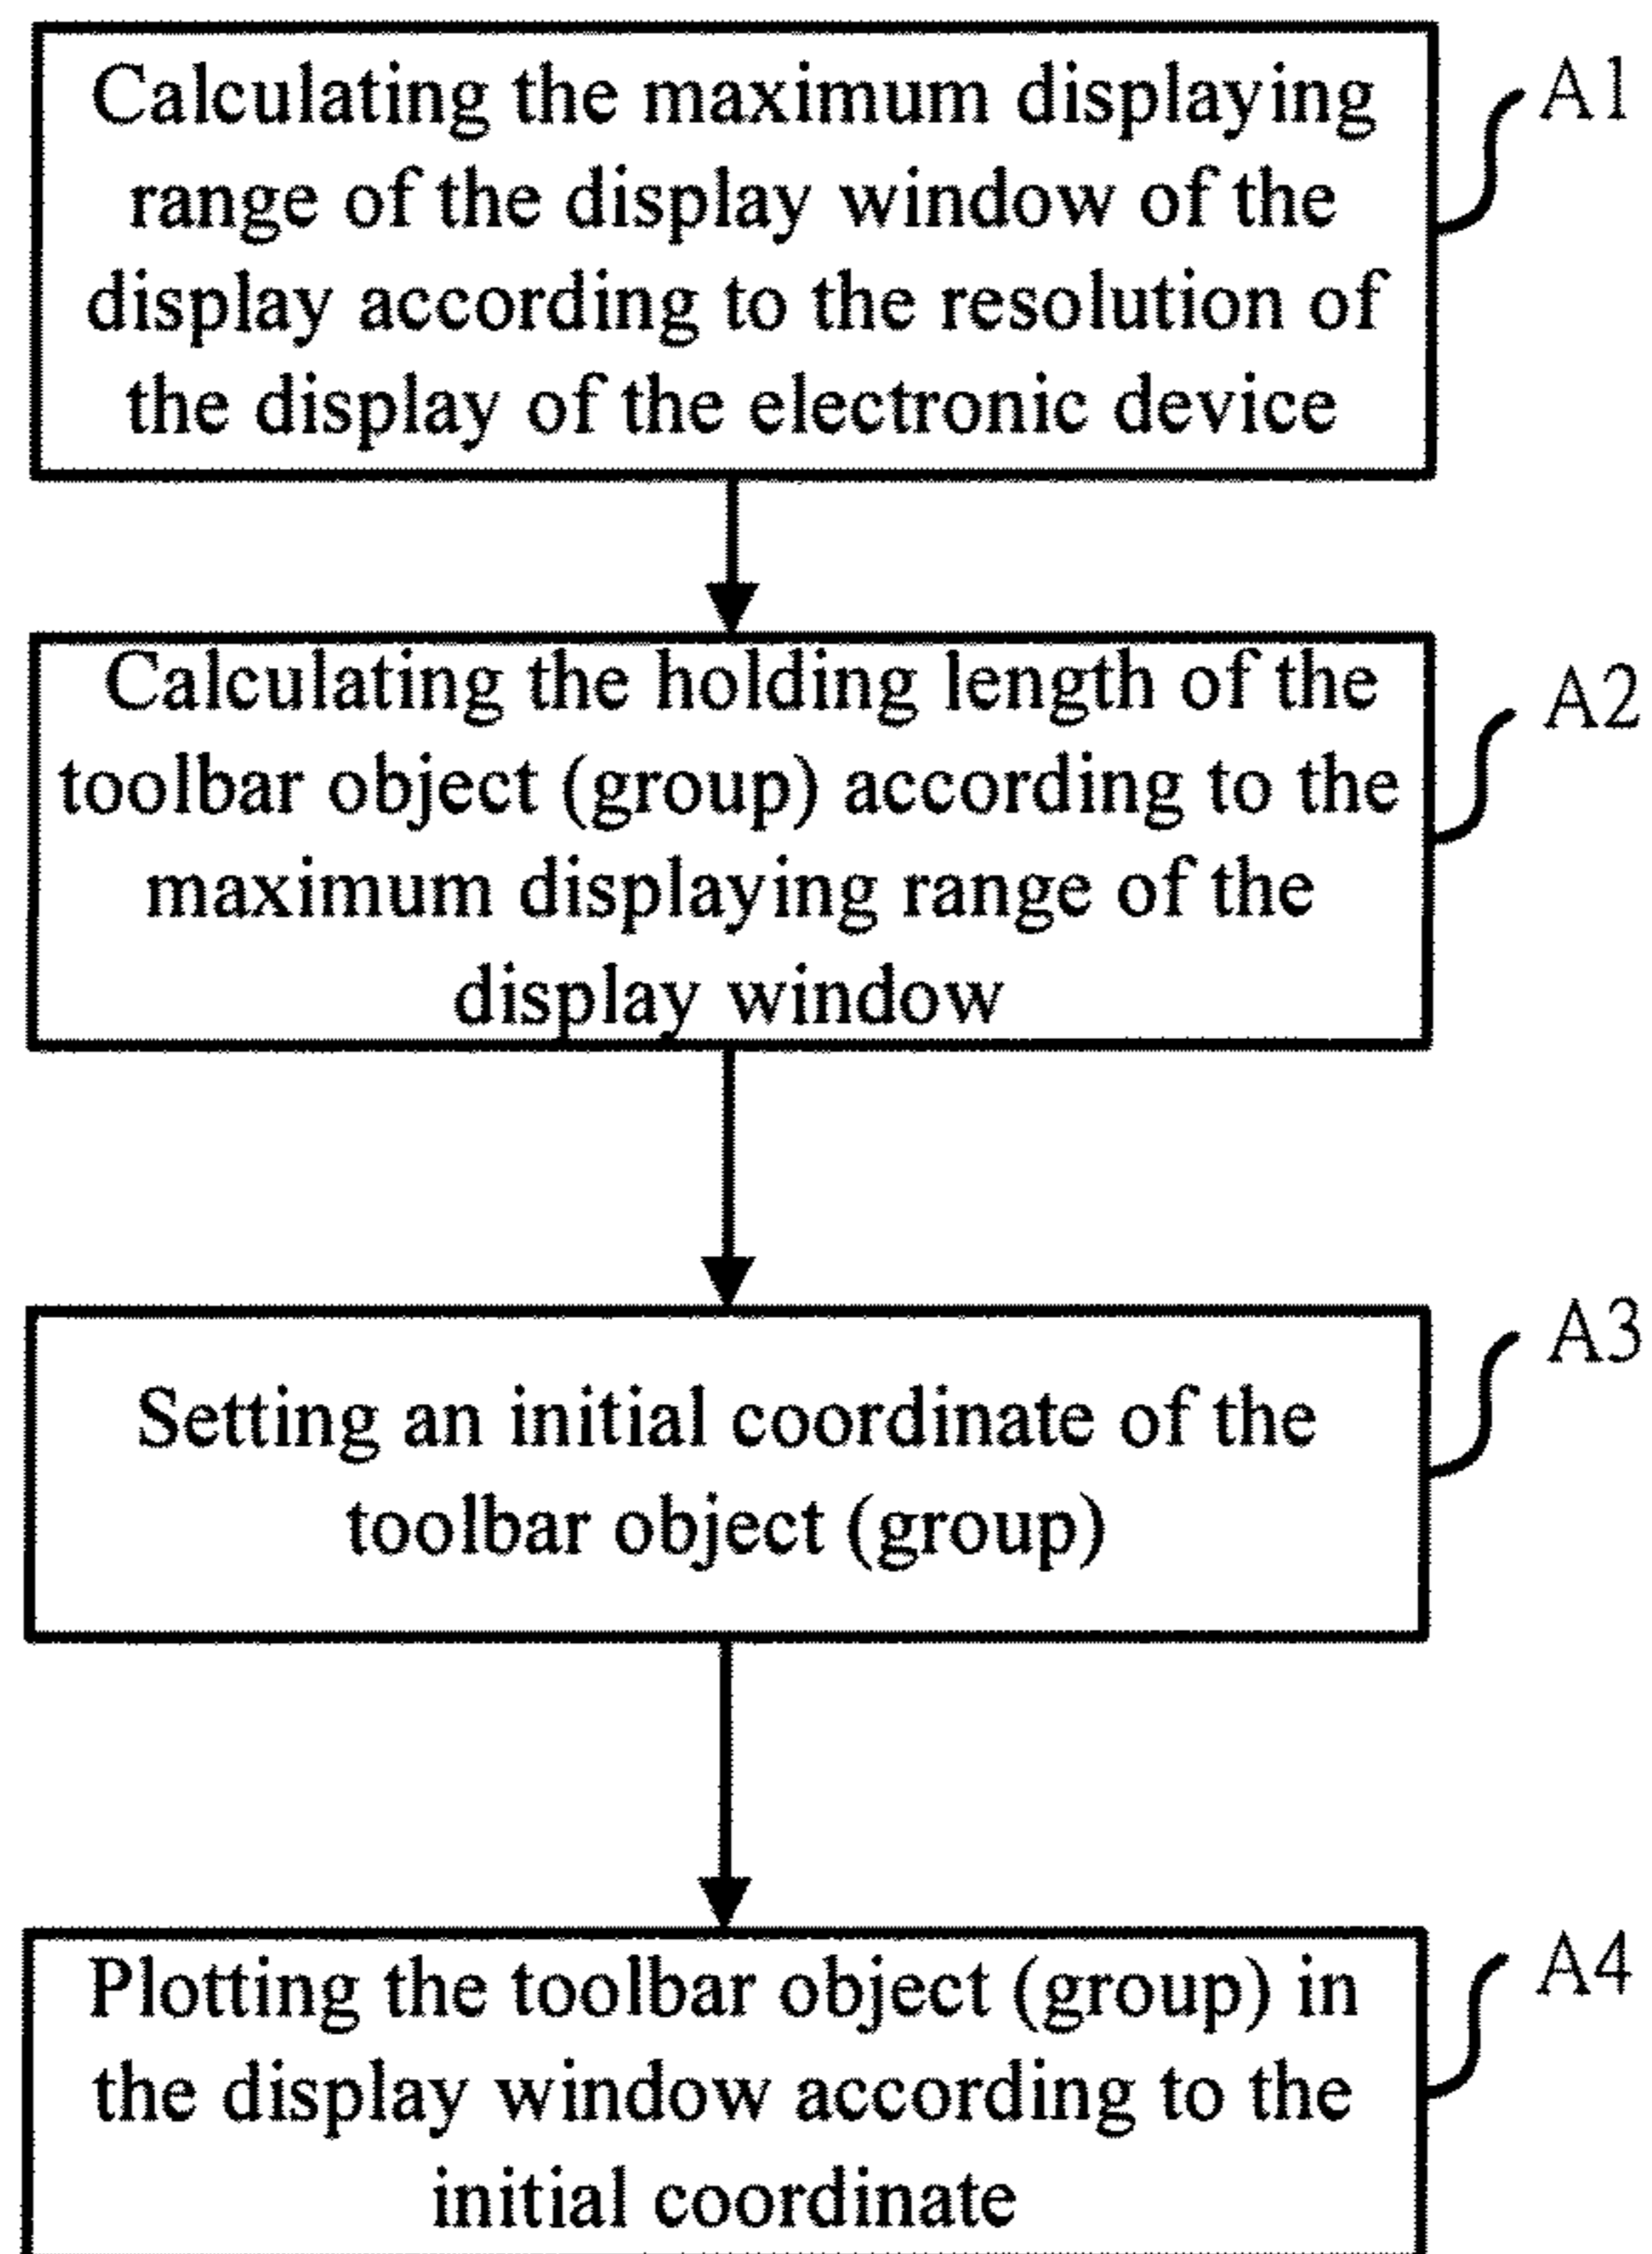 Calculating the maximum displaying
range of the display window of the
display according to the resolution of
the display of the electronic device
A1
Calculating the holding length of the
toolbar object (group) according to the
maximum displaying range of the
display window
A2
Setting an initial coordinate of the
toolbar object (group)
A3
Plotting the toolbar object (group) in
the display window according to the
initial coordinate
A4